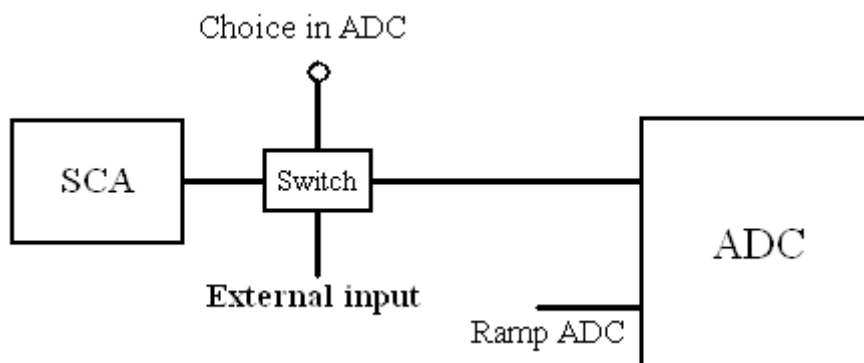 Choice in ADC
SCA
Switch
ADC
External input
Ramp ADC